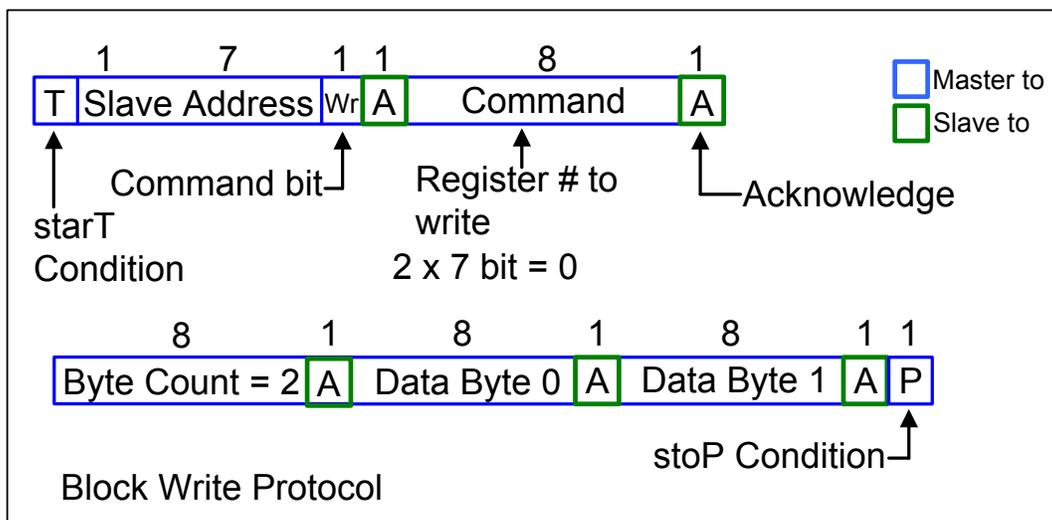 1 7 1 1 8 1
T Slave Address Wr A Command A
Master to
Slave to
Command bit
Register # to
write
Acknowledge
starT
Condition
2 x 7 bit = 0
8 1 8 1 8 1 1
Byte Count = 2 A Data Byte 0 A Data Byte 1 A P
stoP Condition
Block Write Protocol